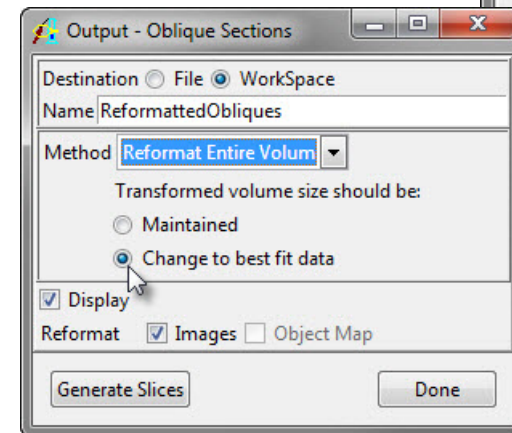 Output - Oblique Sections
Destination File WorkSpace
Name ReformattedObliques
Method Reformat Entire Volum
Transformed volume size should be:
Maintained
Change to best fit data
Display
Reformat Images Object Map
Generate Slices Done